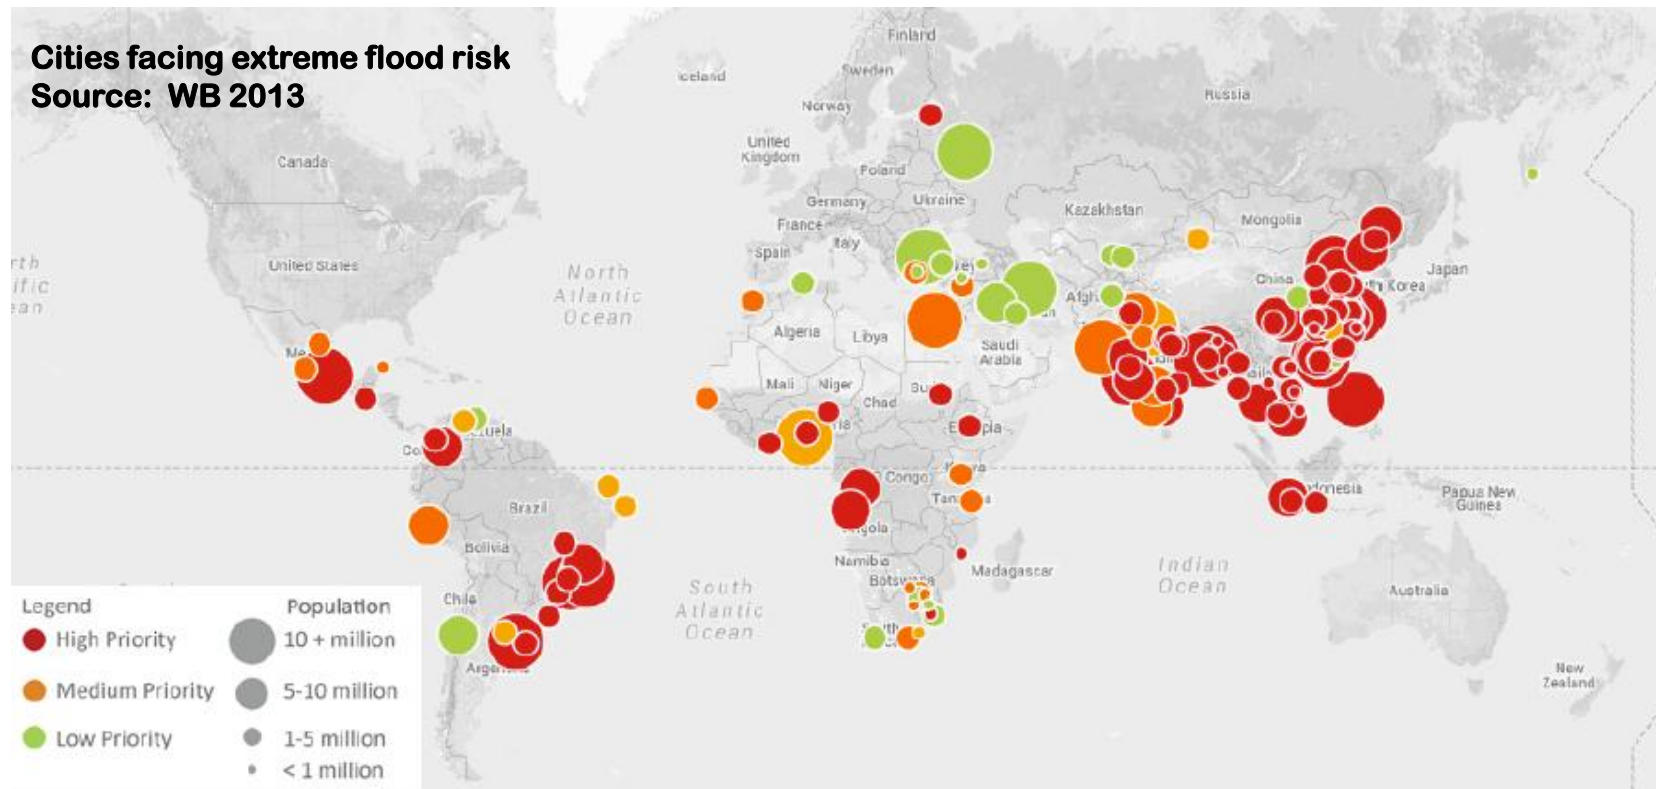 Cities facing extreme flood risk
Source: WB 2013
Finland
Iceland
Sweden
Russia
Norway
United
Kingdom
Canada
Poland
Germany
Ukraine
Kazakhstan
Mongolia
France
Italy
Spain
United States
North
Atlantic
Ocean
China
Japan
Korea
Algeria
Libya
Saudi
Arabia
Mali
Niger
Chad
Congo
Brazil
Papua New
Guinea
Bolivia
Namibia
Botswana
Madagascar
Indian
Ocean
South
Atlantic
Ocean
Australia
Chile
New
Zealand
Legend
Population
High Priority
10 + million
Medium Priority
5-10 million
Low Priority
1-5 million
< 1 million